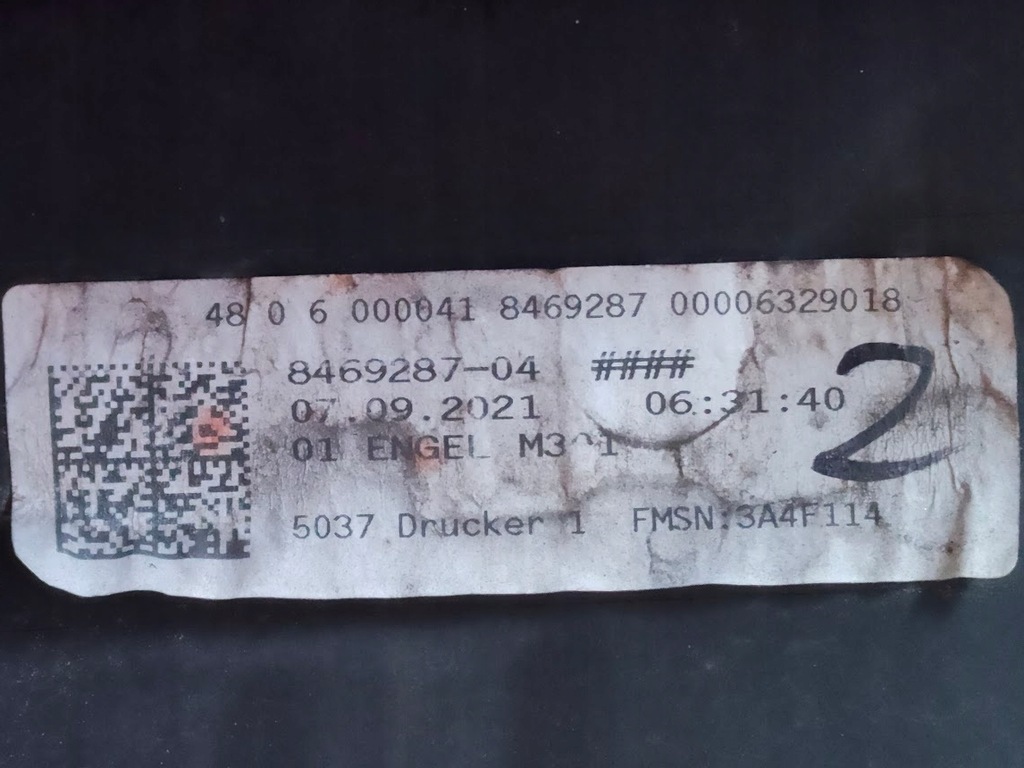 48 0 6 000041 8469287 00006329018
8469287-04 ####
07.09.2021 06:31:40
2
01 ENGEL
5037 Drucker 1 FMSN:3A4F114